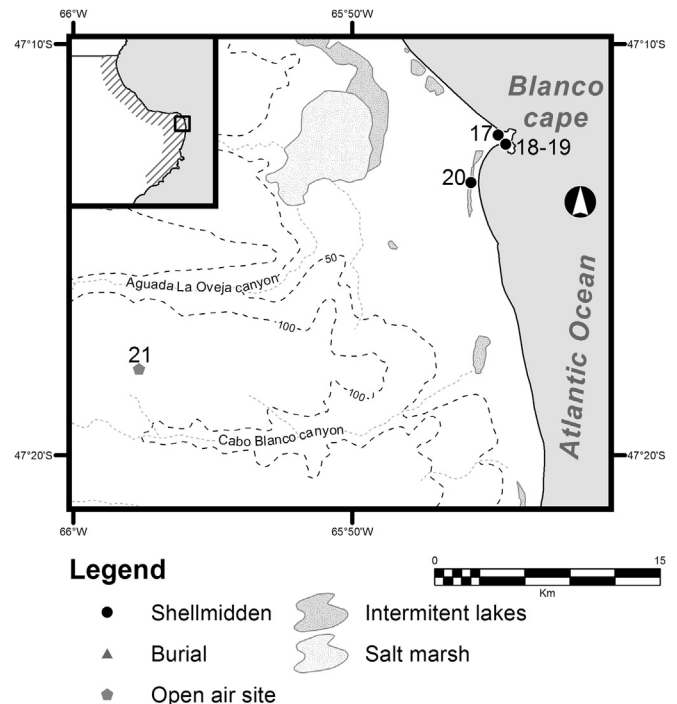 66°W
65°50'W
47°10'S
47°10'S
Blanco
cape
17
18-19
20
50
Aguada La Oveja canyon
100
21
100
Atlantic Ocean
Cabo Blanco canyon
47°20'S
47°20'S
66°W
65°50'W
Legend
0
15
Km
Shellmidden
Intermitent lakes
Burial
Salt marsh
Open air site